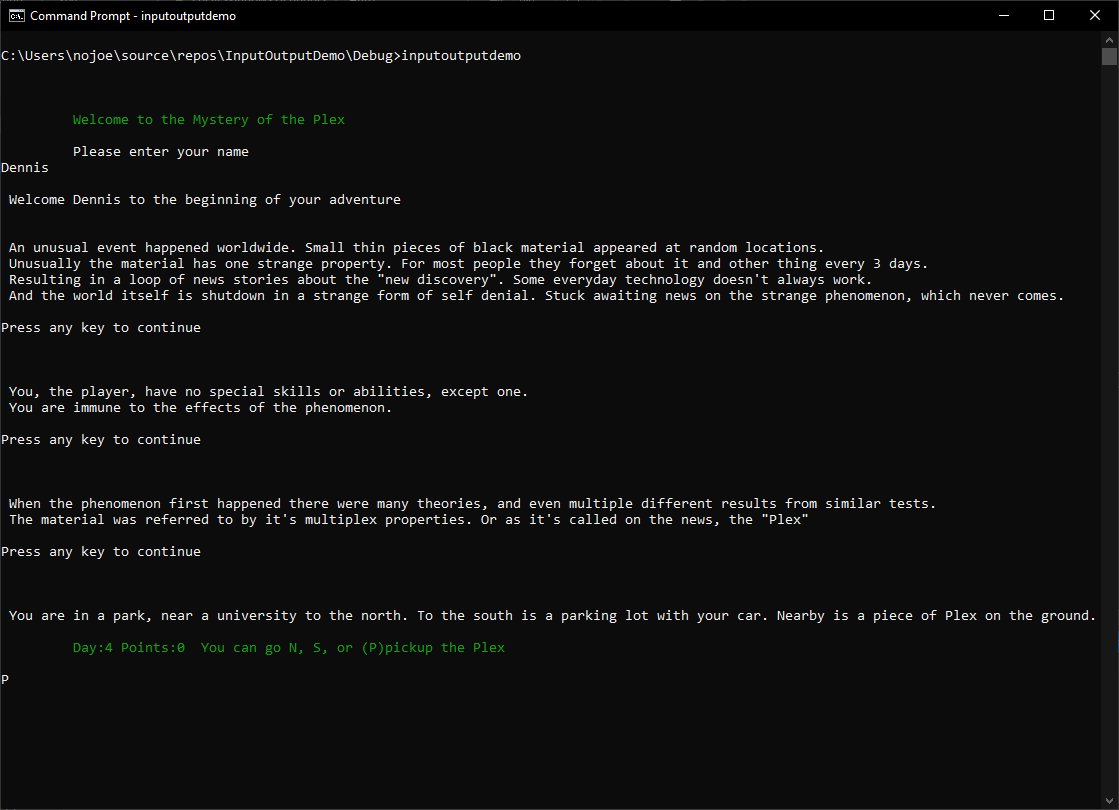 Command Prompt - inputoutputdemo
C:\Users\nojoe\source\repos\InputOutputDemo\Debug>inputoutputdemo
Welcome to the Mystery of the Plex
Please enter your name
Dennis
Welcome Dennis to the beginning of your adventure
An unusual event happened worldwide. Small thin pieces of black material appeared at random locations.
Unusually the material has one strange property. For most people they forget about it and other thing every 3 days.
Resulting in a loop of news stories about the "new discovery". Some everyday technology doesn't always work.
And the world itself is shutdown in a strange form of self denial. Stuck awaiting news on the strange phenomenon, which never comes.
Press any key to continue
You, the player, have no special skills or abilities, except one.
You are immune to the effects of the phenomenon.
Press any key to continue
When the phenomenon first happened there were many theories, and even multiple different results from similar tests.
The material was referred to by it's multiplex properties. Or as it's called on the news, the "Plex"
Press any key to continue
You are in a park, near a university to the north. To the south is a parking lot with your car. Nearby is a piece of Plex on the ground.
Day:4 Points:0  You can go N, S, or (P)pickup the Plex
P